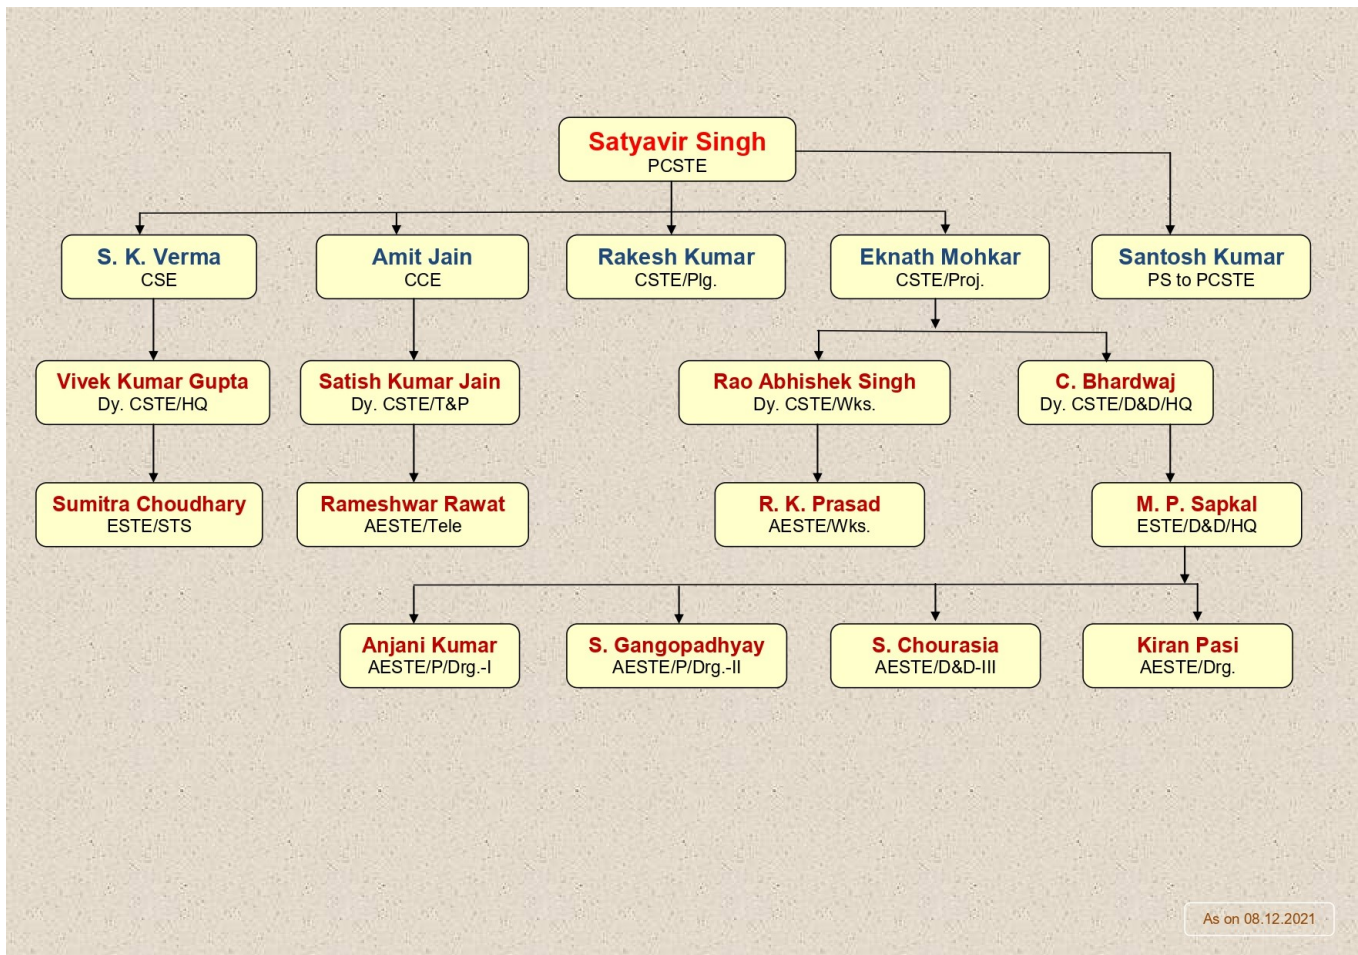 Satyavir Singh
PCSTE
S. K. Verma
CSE
Amit Jain
CCE
Rakesh Kumar
CSTE/Plg.
Eknath Mohkar
CSTE/Proj.
Santosh Kumar
PS to PCSTE
Vivek Kumar Gupta
Dy. CSTE/HQ
Satish Kumar Jain
Dy. CSTE/T&P
Rao Abhishek Singh
Dy. CSTE/Wks.
C. Bhardwaj
Dy. CSTE/D&D/HQ
Sumitra Choudhary
ESTE/STS
Rameshwar Rawat
AESTE/Tele
R. K. Prasad
AESTE/Wks.
M. P. Sapkal
ESTE/D&D/HQ
Anjani Kumar
AESTE/P/Drg.-I
S. Gangopadhyay
AESTE/P/Drg.-II
S. Chourasia
AESTE/D&D-III
Kiran Pasi
AESTE/Drg.
As on 08.12.2021